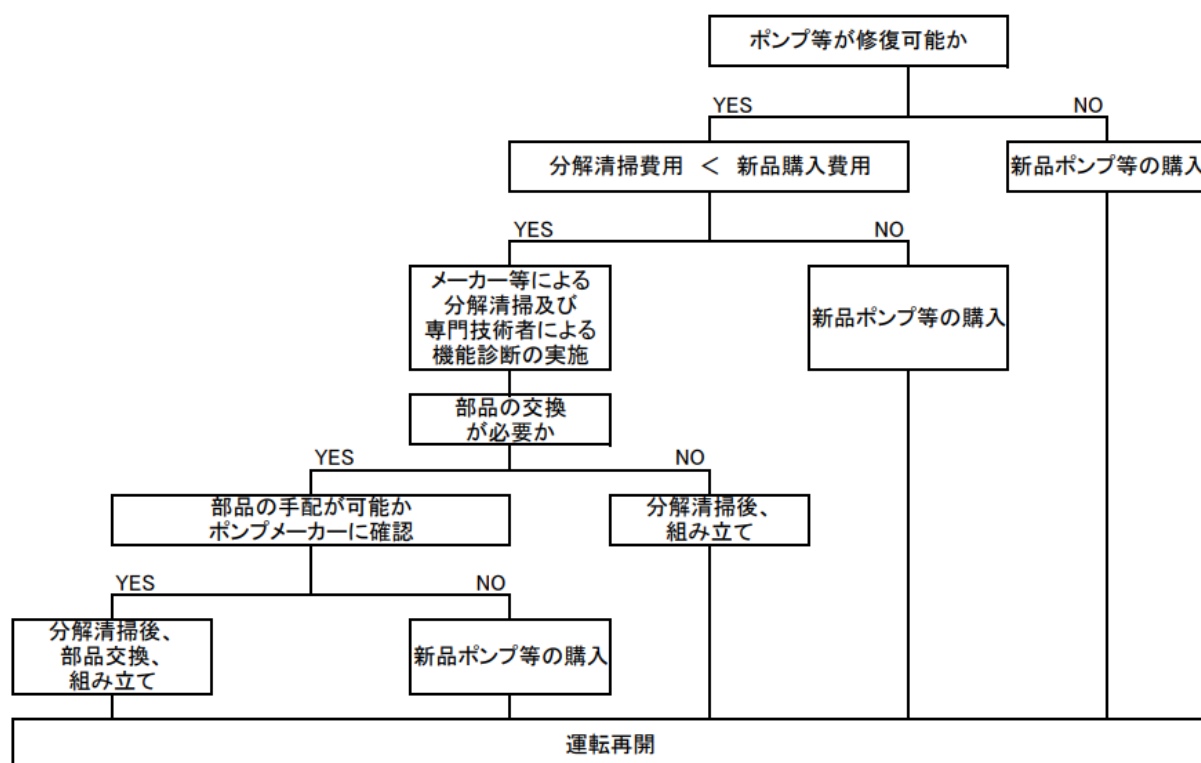 ポンプ等が修復可能か
YES
NO
分解清掃費用 ＜ 新品購入費用
新品ポンプ等の購入
YES
NO
メーカー等による
分解清掃及び
専門技術者による
機能診断の実施
新品ポンプ等の購入
部品の交換
が必要か
YES
NO
部品の手配が可能か
ポンプメーカーに確認
分解清掃後、
組み立て
YES
NO
分解清掃後、
部品交換、
組み立て
新品ポンプ等の購入
運転再開